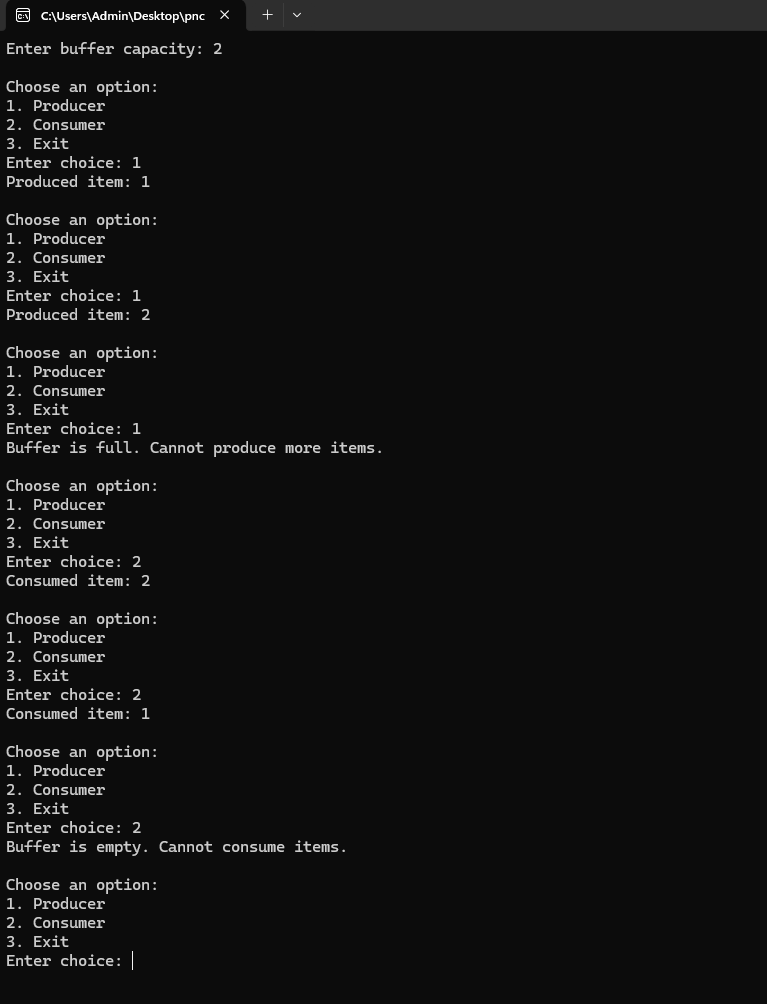 C:\Users\Admin\Desktop\pnc
Enter buffer capacity: 2
Choose an option:
1. Producer
2. Consumer
3. Exit
Enter choice: 1
Produced item: 1
Choose an option:
1. Producer
2. Consumer
3. Exit
Enter choice: 1
Produced item: 2
Choose an option:
1. Producer
2. Consumer
3. Exit
Enter choice: 1
Buffer is full. Cannot produce more items.
Choose an option:
1. Producer
2. Consumer
3. Exit
Enter choice: 2
Consumed item: 2
Choose an option:
1. Producer
2. Consumer
3. Exit
Enter choice: 2
Consumed item: 1
Choose an option:
1. Producer
2. Consumer
3. Exit
Enter choice: 2
Buffer is empty. Cannot consume items.
Choose an option:
1. Producer
2. Consumer
3. Exit
Enter choice: